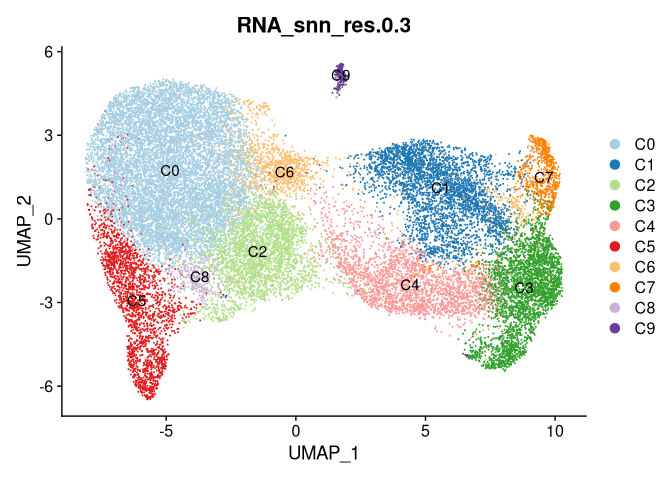 RNA_snn_res.0.3
6
3
0
-3
-6
UMAP_2
C9
C0
C6
C1
C7
C2
C8
C5
C4
C3
-5
0
5
10
UMAP_1
C0
C1
C2
C3
C4
C5
C6
C7
C8
C9